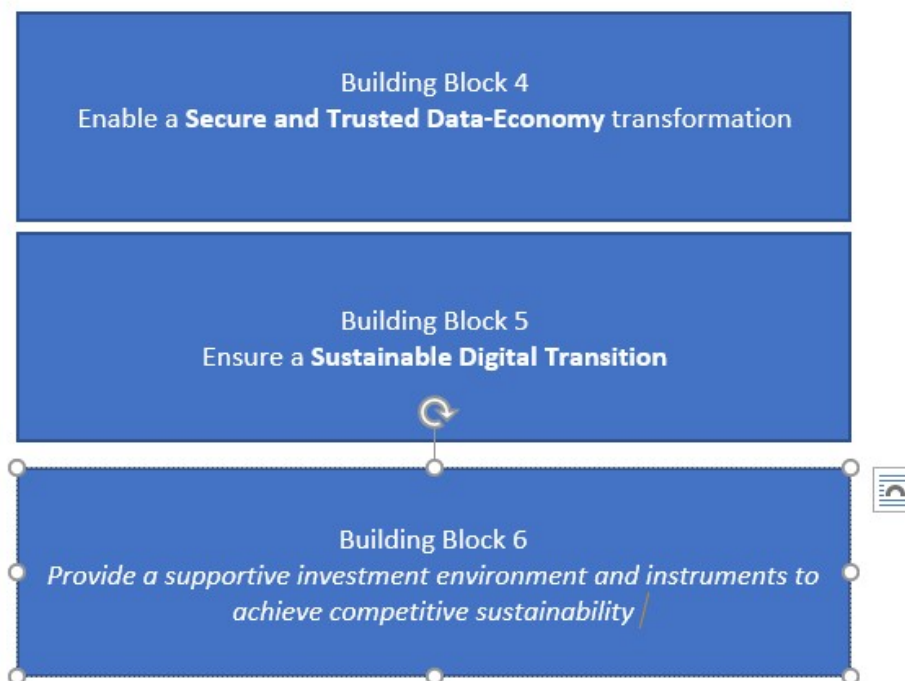 Building Block 4
Enable a Secure and Trusted Data-Economy transformation
Building Block 5
Ensure a Sustainable Digital Transition
Building Block 6
Provide a supportive investment environment and instruments to
achieve competitive sustainability